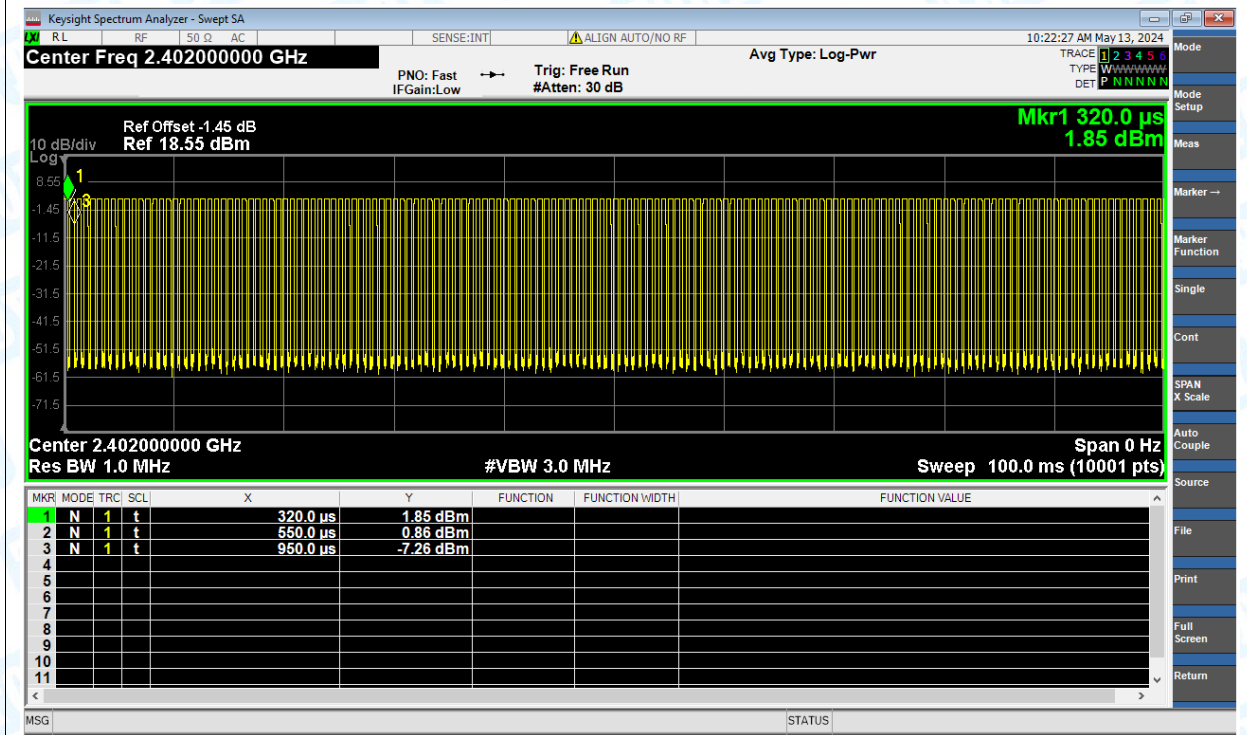 Keysight Spectrum Analyzer - Swept SA
LXI RL RF 50 Ω AC SENSE:INT ALIGN AUTO/NO RF 10:22:27 AM May 13, 2024
Center Freq 2.402000000 GHz
PNO: Fast
IFGain:Low
Trig: Free Run
#Atten: 30 dB
Avg Type: Log-Pwr
TRACE 1 2 3 4 5 6
TYPE WWWWWW
DET P N N N N N
Ref Offset -1.45 dB
10 dB/div Ref 18.55 dBm
Log
Mkr1 320.0 µs
1.85 dBm
8.55
-1.45
-11.5
-21.5
-31.5
-41.5
-51.5
-61.5
-71.5
1
3
Center 2.402000000 GHz Span 0 Hz
Res BW 1.0 MHz #VBW 3.0 MHz Sweep 100.0 ms (10001 pts)
MKR MODE TRC SCL X Y FUNCTION FUNCTION WIDTH FUNCTION VALUE
1 N 1 t 320.0 µs 1.85 dBm
2 N 1 t 550.0 µs 0.86 dBm
3 N 1 t 950.0 µs -7.26 dBm
4
5
6
7
8
9
10
11
MSG STATUS
Mode
Mode
Setup
Meas
Marker →
Marker
Function
Single
Cont
SPAN
X Scale
Auto
Couple
Source
File
Print
Full
Screen
Return